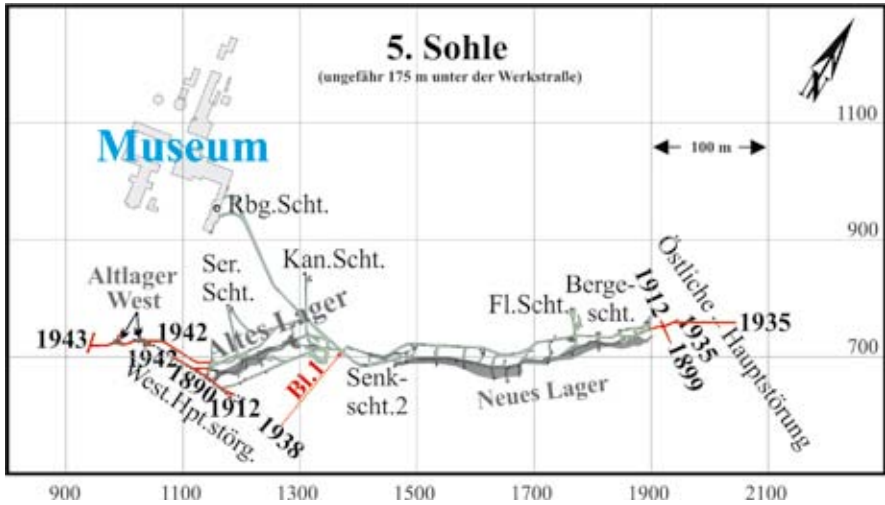 5. Sohle
(ungefähr 175 m unter der Werkstraße)
1100
Museum
100 m
Rbg.Scht.
900
Östliche Hauptstörung
Altlager
West
Scr.
Scht.
Kan.Scht.
Altes Lager
Fl.Scht.
Berge-
scht.
1912
1935
1943
1942
1935
1899
700
1942
1890
1912
West.Hpt.störg.
1938
Bl.1
Senk-
scht.2
Neues Lager
900
1100
1300
1500
1700
1900
2100